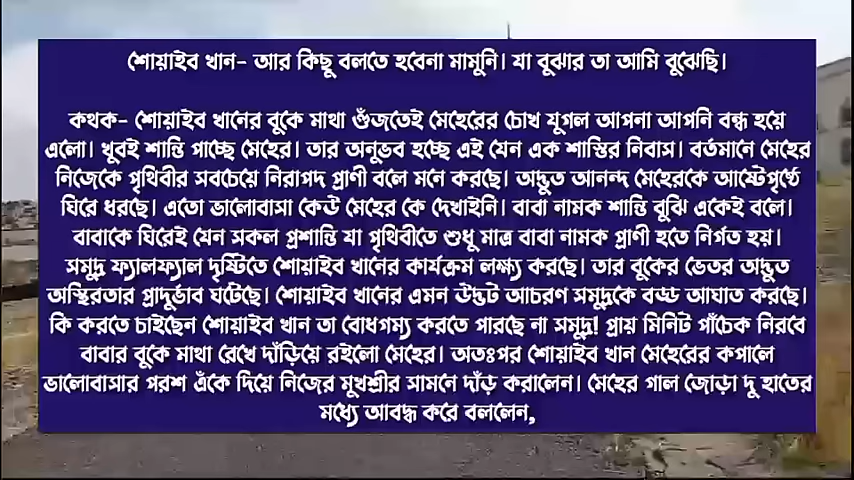 শোয়াইব খান- আর কিছু বলতে হবেনা মামুনি। যা বুঝার তা আমি বুঝেছি।
কথক- শোয়াইব খানের বুকে মাথা গুঁজতেই মেহেরের চোখ যুগল আপনা আপনি বন্ধ হয়ে
এলো। খুবই শান্তি পাচ্ছে মেহের। তার অনুভব হচ্ছে এই যেন এক শান্তির নিবাস। বর্তমানে মেহের
নিজেকে পৃথিবীর সবচেয়ে নিরাপদ প্রাণী বলে মনে করছে। অদ্ভুত আনন্দ মেহেরকে আষ্টেপৃষ্ঠে
ঘিরে ধরছে। এতো ভালোবাসা কেউ মেহের কে দেখাইনি। বাবা নামক শান্তি বুঝি একেই বলে।
বাবাকে ঘিরেই যেন সকল প্রশান্তি যা পৃথিবীতে শুধু মাত্র বাবা নামক প্রাণী হতে নির্গত হয়।
সমুদ্র ফ্যালফ্যাল দৃষ্টিতে শোয়াইব খানের কার্যক্রম লক্ষ্য করছে। তার বুকের ভেতর অদ্ভুত
অস্থিরতার প্রাদুর্ভাব ঘটেছে। শোয়াইব খানের এমন উদ্ভট আচরণ সমুদ্রকে বড্ড আঘাত করছে।
কি করতে চাইছেন শোয়াইব খান তা বোধগম্য করতে পারছে না সমুদ্র! প্রায় মিনিট পাঁচেক নিরবে
বাবার বুকে মাথা রেখে দাঁড়িয়ে রইলো মেহের। অতঃপর শোয়াইব খান মেহেরের কপালে
ভালোবাসার পরশ এঁকে দিয়ে নিজের মুখশ্রীর সামনে দাঁড় করালেন। মেহের গাল জোড়া দু হাতের
মধ্যে আবদ্ধ করে বললেন,